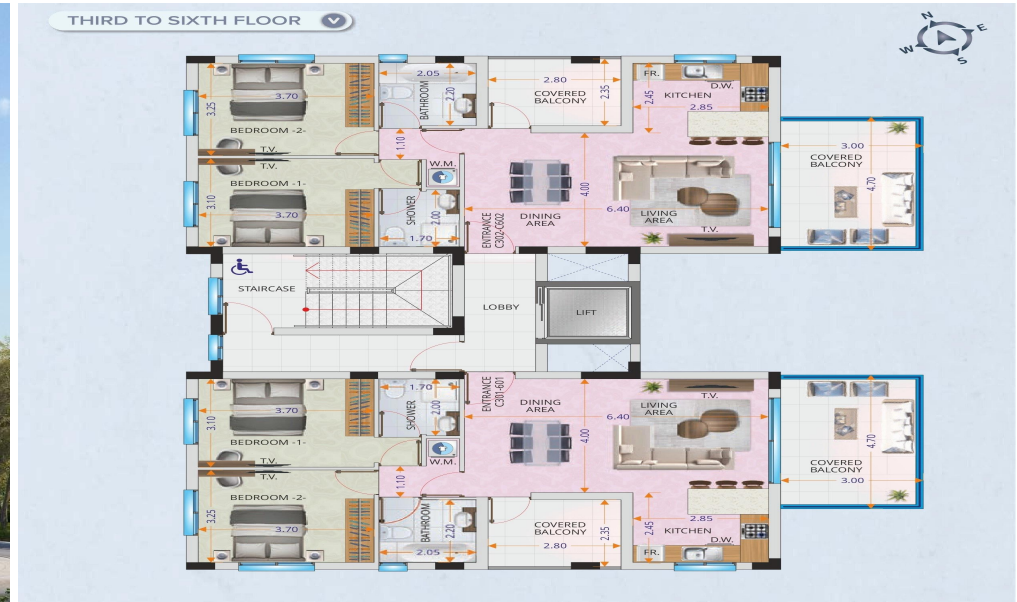 THIRD TO SIXTH FLOOR
N
E
W
S
2.05
BATHROOM
2.20
2.80
COVERED
BALCONY
2.35
FR.
D.W.
KITCHEN
2.45
2.85
3.70
3.25
BEDROOM -2-
T.V.
1.10
3.00
COVERED
BALCONY
4.70
T.V.
BEDROOM -1-
3.10
3.70
W.M.
SHOWER
2.00
1.70
4.00
6.40
DINING
AREA
LIVING
AREA
T.V.
ENTRANCE
C302-C602
STAIRCASE
LOBBY
LIFT
ENTRANCE
C301-601
1.70
SHOWER
2.00
3.70
3.10
BEDROOM -1-
T.V.
W.M.
DINING
AREA
4.00
6.40
LIVING
AREA
T.V.
4.70
COVERED
BALCONY
3.00
T.V.
BEDROOM -2-
3.25
3.70
1.10
BATHROOM
2.20
2.05
COVERED
BALCONY
2.80
2.35
2.85
2.45
KITCHEN
D.W.
FR.